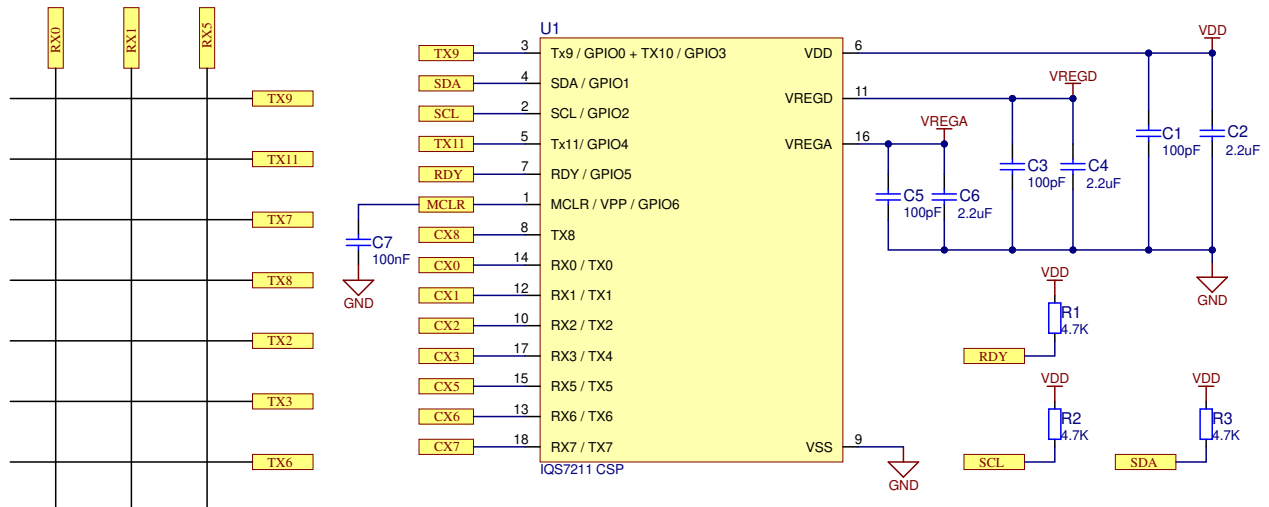 RX0
RX1
RX5
TX9
TX11
TX7
TX8
TX2
TX3
TX6
U1
TX9 3 Tx9 / GPIO0 + TX10 / GPIO3
SDA 4 SDA / GPIO1
SCL 2 SCL / GPIO2
TX11 5 Tx11/ GPIO4
RDY 7 RDY / GPIO5
MCLR 1 MCLR / VPP / GPIO6
CX8 8 TX8
CX0 14 RX0 / TX0
CX1 12 RX1 / TX1
CX2 10 RX2 / TX2
CX3 17 RX3 / TX4
CX5 15 RX5 / TX5
CX6 13 RX6 / TX6
CX7 18 RX7 / TX7
IQS7211 CSP
C7
100nF
GND
VDD 6
VREGD 11
VREGA 16
VSS 9
GND
VREGA
C5
100pF
C6
2.2uF
VREGD
C3
100pF
C4
2.2uF
VDD
C1
100pF
C2
2.2uF
GND
VDD
R1
4.7K
RDY
VDD
R2
4.7K
SCL
VDD
R3
4.7K
SDA